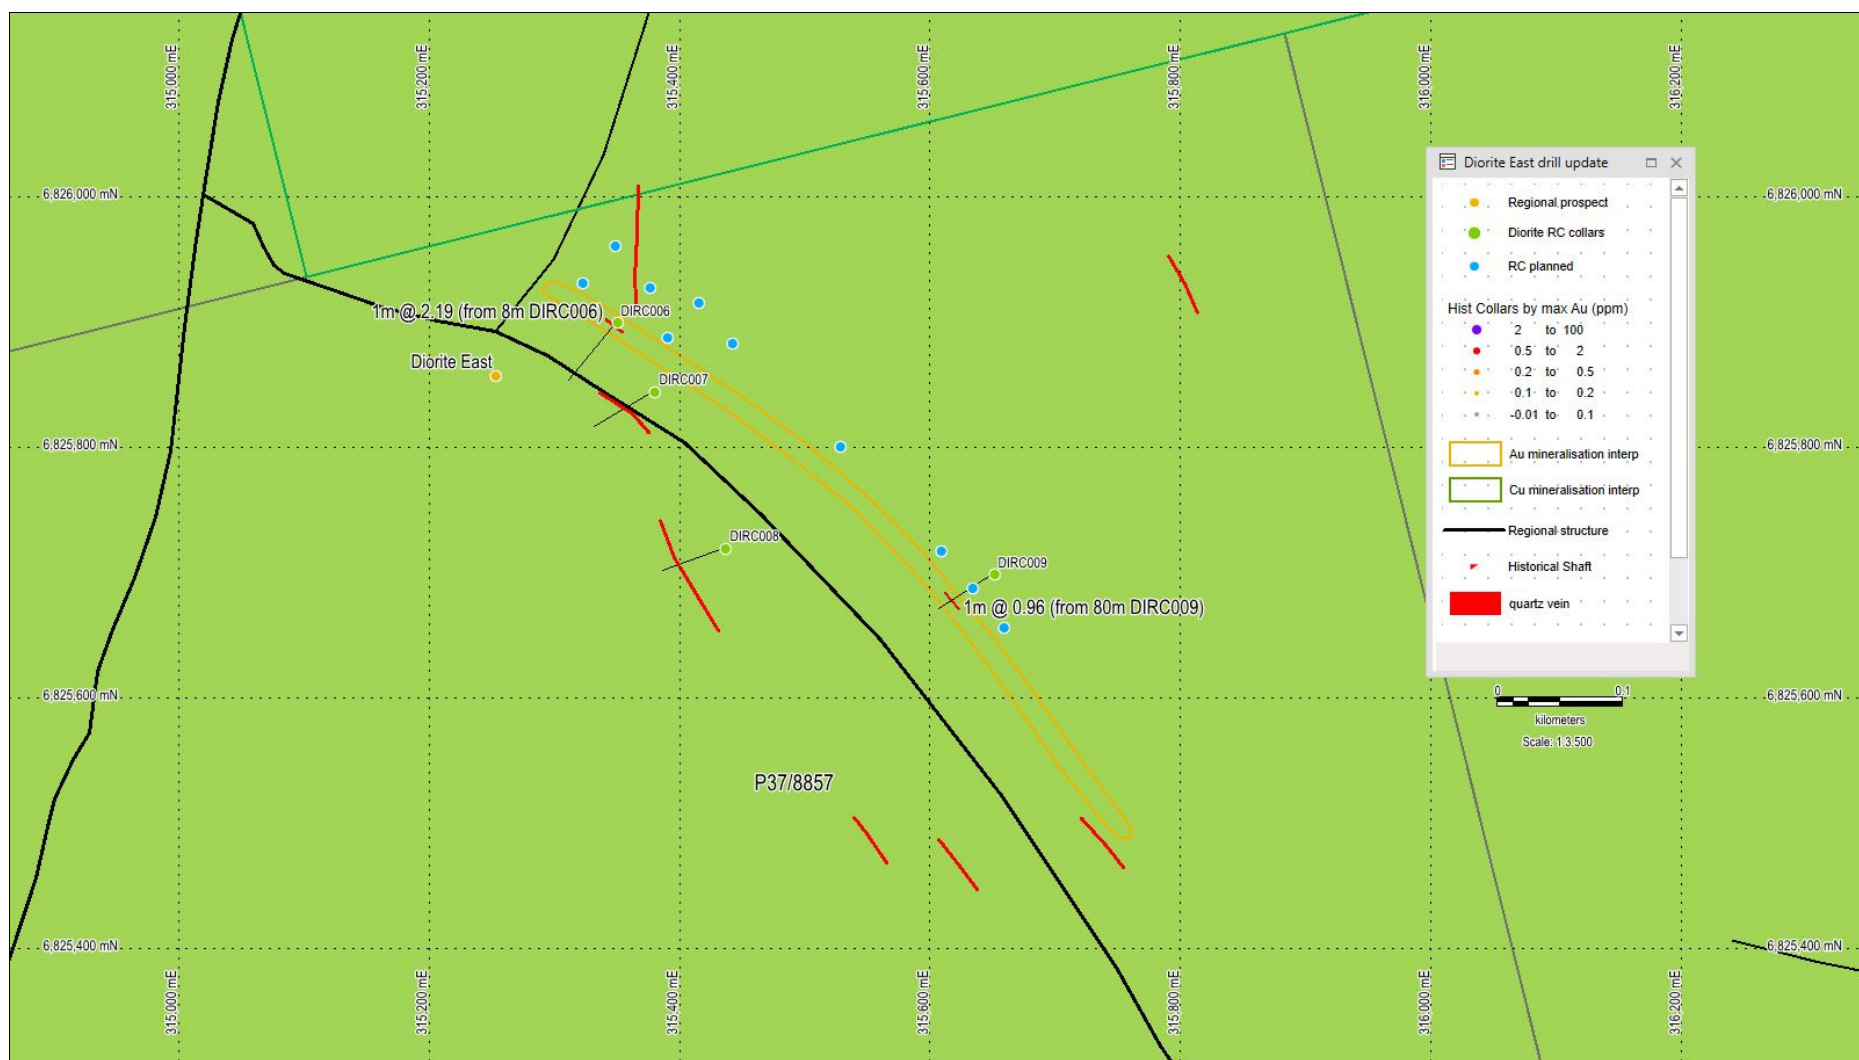 315,000 mE
315,200 mE
315,400 mE
315,600 mE
315,800 mE
316,000 mE
316,200 mE
6,826,000 mN
6,826,000 mN
1m @ 2.19 (from 8m DIRC006)
DIRC006
Diorite East
DIRC007
6,825,800 mN
6,825,800 mN
DIRC008
DIRC009
1m @ 0.96 (from 80m DIRC009)
6,825,600 mN
6,825,600 mN
P37/8857
6,825,400 mN
6,825,400 mN
315,000 mE
315,200 mE
315,400 mE
315,600 mE
315,800 mE
316,000 mE
316,200 mE
Diorite East drill update
Regional prospect
Diorite RC collars
RC planned
Hist Collars by max Au (ppm)
2 to 100
0.5 to 2
0.2 to 0.5
0.1 to 0.2
-0.01 to 0.1
Au mineralisation interp
Cu mineralisation interp
Regional structure
Historical Shaft
quartz vein
0 0.1
kilometers
Scale: 1:3,500